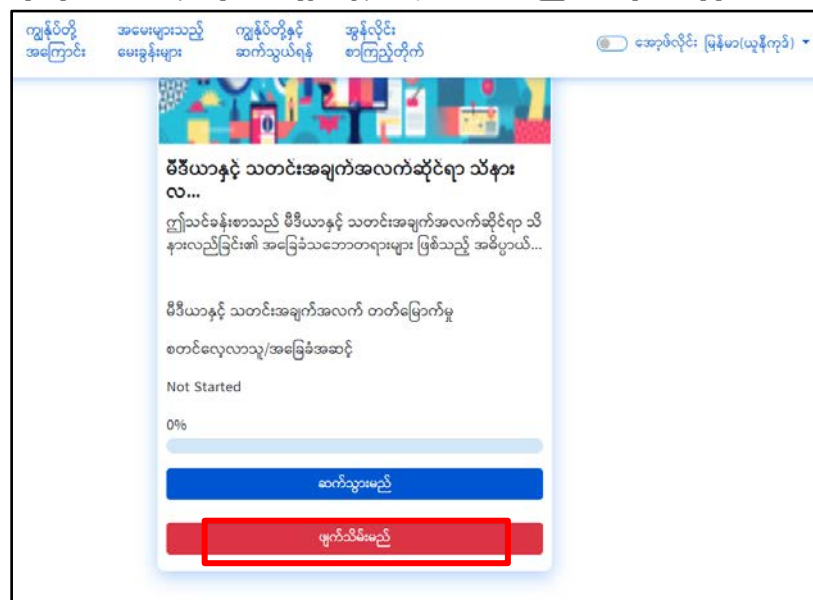 ကျွန်ုပ်တို့ အကြောင်း
အမေးများသည့် မေးခွန်းများ
ကျွန်ုပ်တို့နှင့် ဆက်သွယ်ရန်
အွန်လိုင်း စာကြည့်တိုက်
အော့ဖ်လိုင်း မြန်မာ(ယူနီကုဒ်)
မီဒီယာနှင့် သတင်းအချက်အလက်ဆိုင်ရာ သိနား
လ...
ဤသင်ခန်းစာသည် မီဒီယာနှင့် သတင်းအချက်အလက်ဆိုင်ရာ သိ
နားလည်ခြင်း၏ အခြေခံသဘောတရားများ ဖြစ်သည့် အဓိပ္ပာယ်...
မီဒီယာနှင့် သတင်းအချက်အလက် တတ်မြောက်မှု
စတင်လေ့လာသူ/အခြေခံအဆင့်
Not Started
0%
ဆက်သွားမည်
ဖျက်သိမ်းမည်